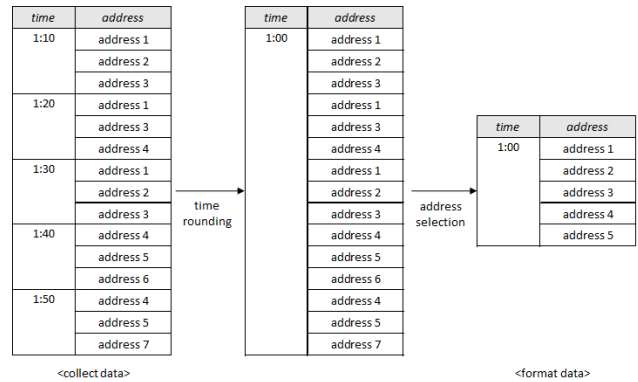 time address
1:10 address 1
address 2
address 3
1:20 address 1
address 3
address 4
1:30 address 1
address 2
address 3
1:40 address 4
address 5
address 6
1:50 address 4
address 5
address 7
<collect data>
time
rounding
time address
1:00 address 1
address 2
address 3
address 1
address 3
address 4
address 1
address 2
address 3
address 4
address 5
address 6
address 4
address 5
address 7
address
selection
time address
1:00 address 1
address 2
address 3
address 4
address 5
<format data>